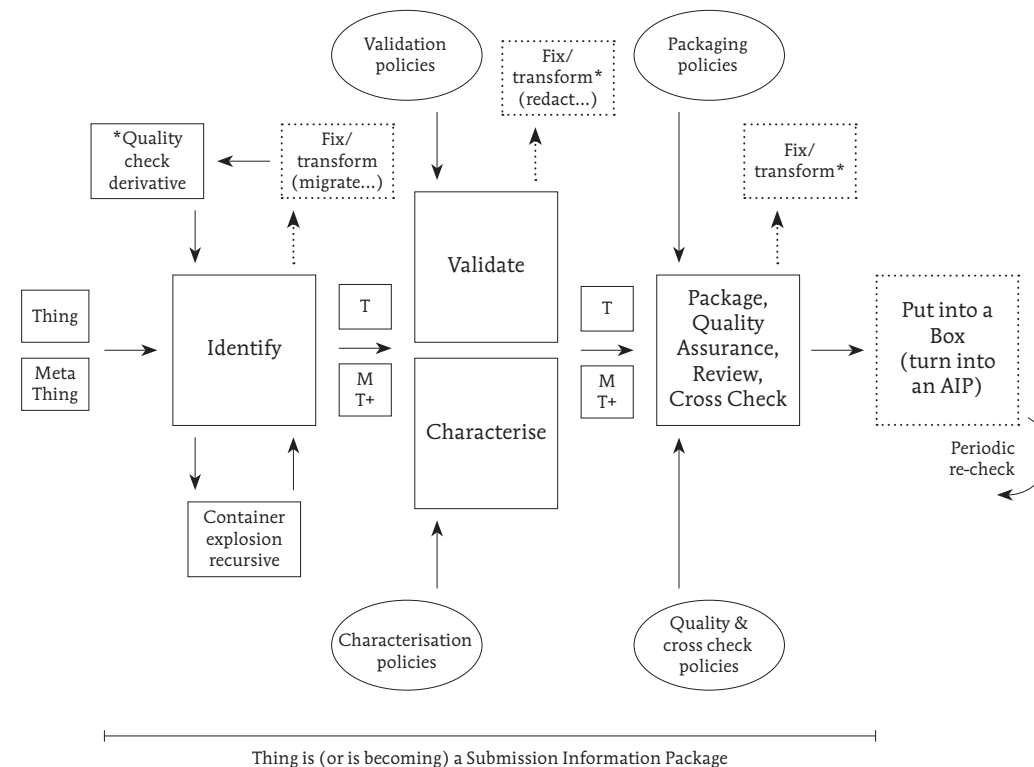 Validation
policies
Fix/
transform*
(redact...)
Packaging
policies
*Quality
check
derivative
Fix/
transform
(migrate...)
Fix/
transform*
Thing
Meta
Thing
Identify
T
M
T+
Validate
Characterise
T
M
T+
Package,
Quality
Assurance,
Review,
Cross Check
Put into a
Box
(turn into
an AIP)
Periodic
re-check
Container
explosion
recursive
Characterisation
policies
Quality &
cross check
policies
Thing is (or is becoming) a Submission Information Package